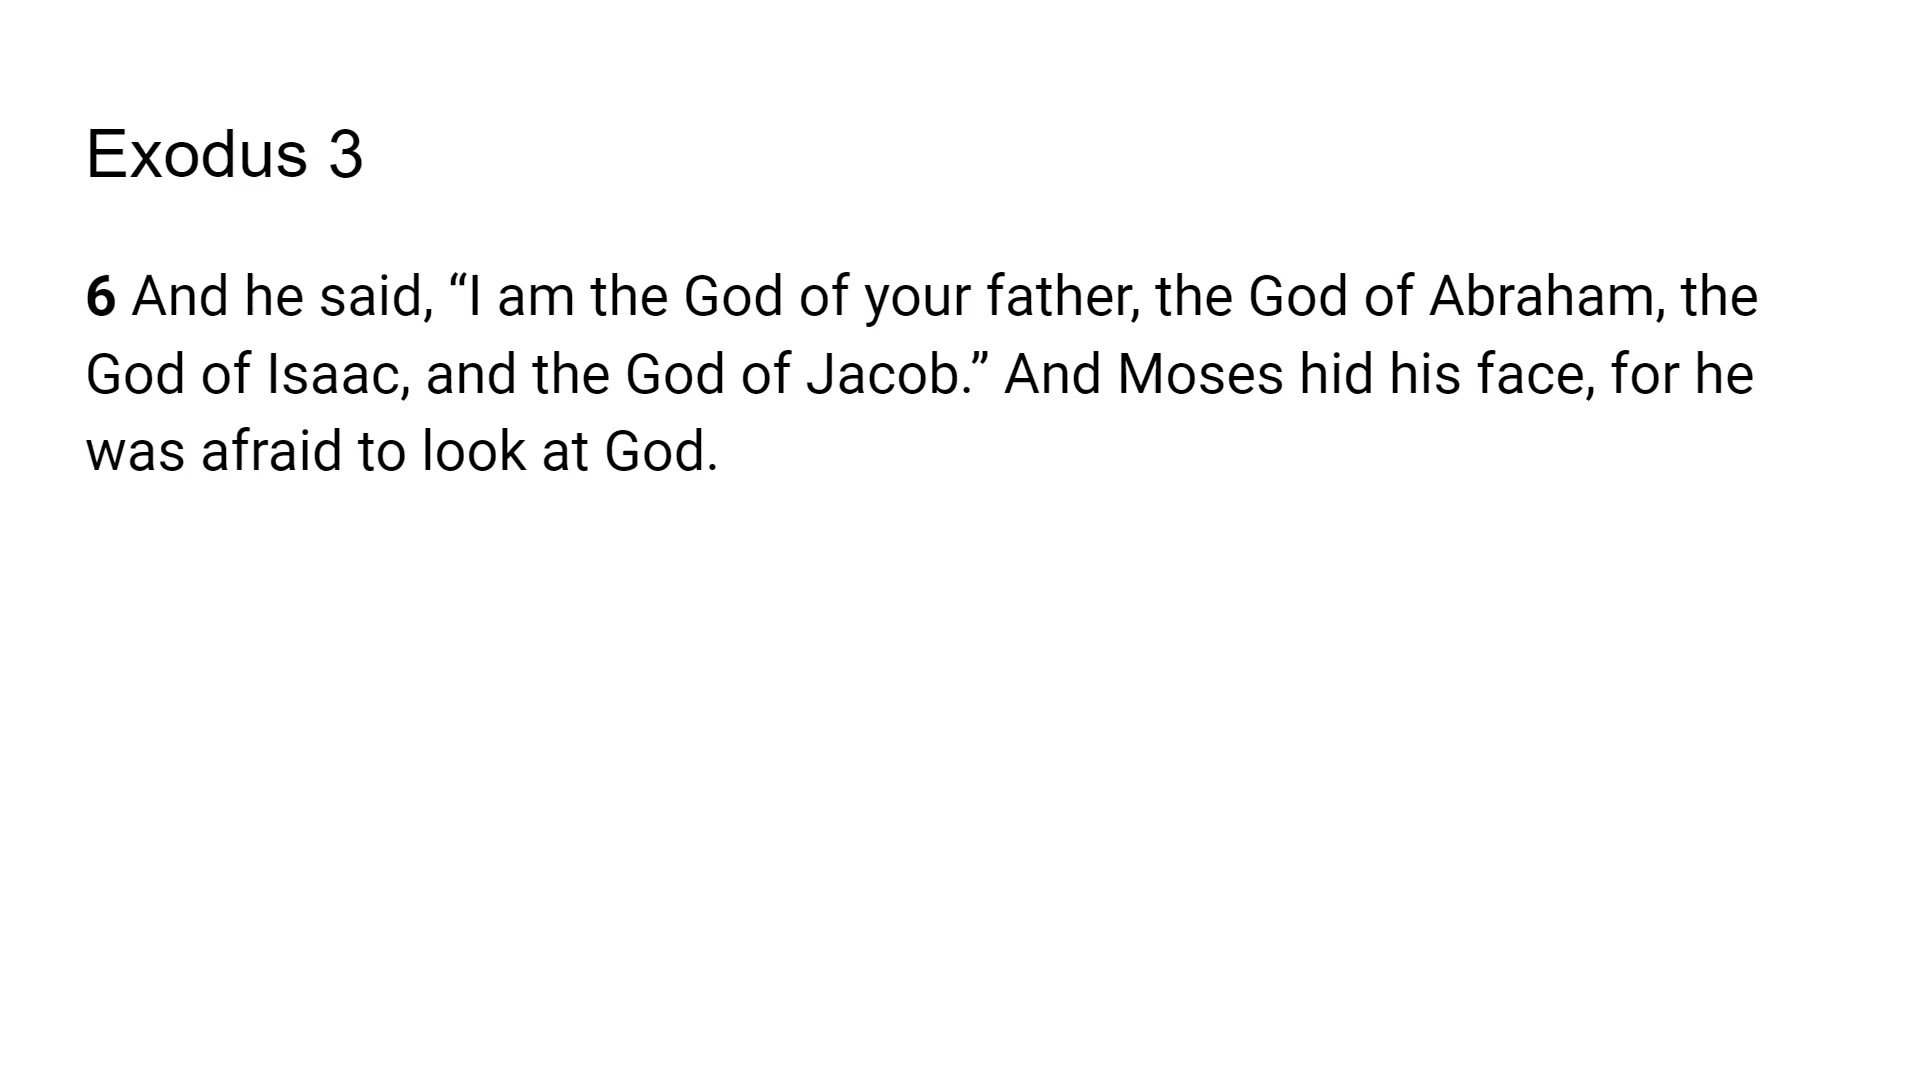 Exodus 3
6 And he said, “I am the God of your father, the God of Abraham, the
God of Isaac, and the God of Jacob.” And Moses hid his face, for he
was afraid to look at God.